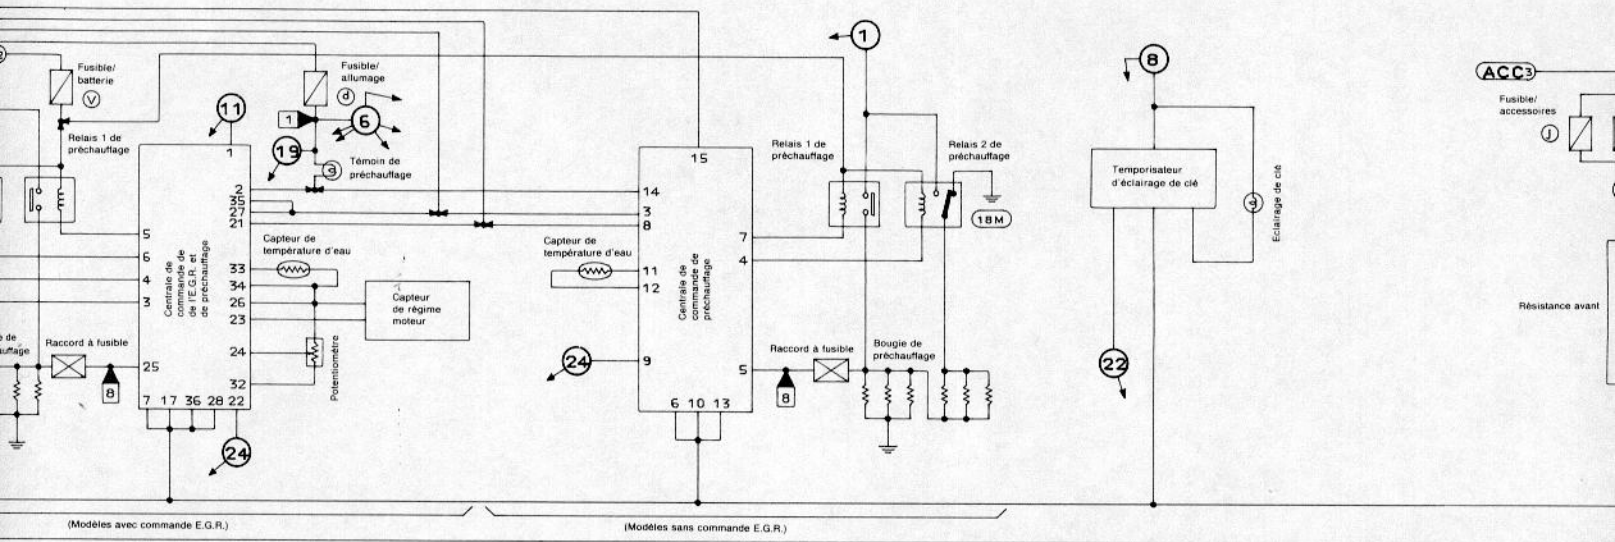 Fusible/
batterie
V
Relais 1 de
préchauffage
11
1
Fusible/
allumage
d
1
6
19
Témoin de
préchauffage
2
35
27
21
5
6
4
3
25
33
34
26
23
24
32
7 17 36 28 22
Centrale de
commande de
de l'E.G.R. et
de préchauffage
Capteur de
température d'eau
Capteur
de régime
moteur
Potentiomètre
Raccord à fusible
8
24
(Modèles avec commande E.G.R.)
15
14
3
8
11
12
9
7
4
5
6 10 13
Capteur de
température d'eau
Centrale de
commande de
préchauffage
24
1
Relais 1 de
préchauffage
Relais 2 de
préchauffage
18M
Raccord à fusible
8
Bougie de
préchauffage
(Modèles sans commande E.G.R.)
8
Temporisateur
d'éclairage de clé
Eclairage de clé
22
ACC3
Fusible/
accessoires
J
Résistance avant